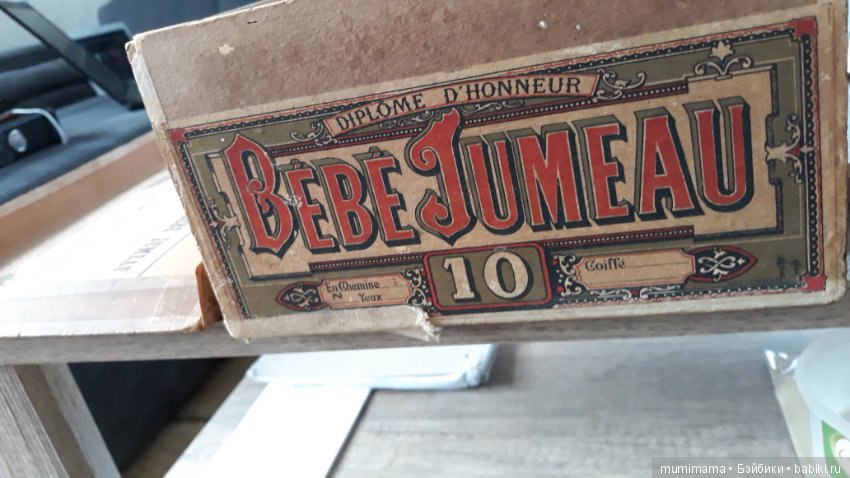 DIPLÔME D'HONNEUR
BÉBÉ JUMEAU
En Chemise
Yeux
10
Coiffé
mumimama • Бэйбики • babiki.ru